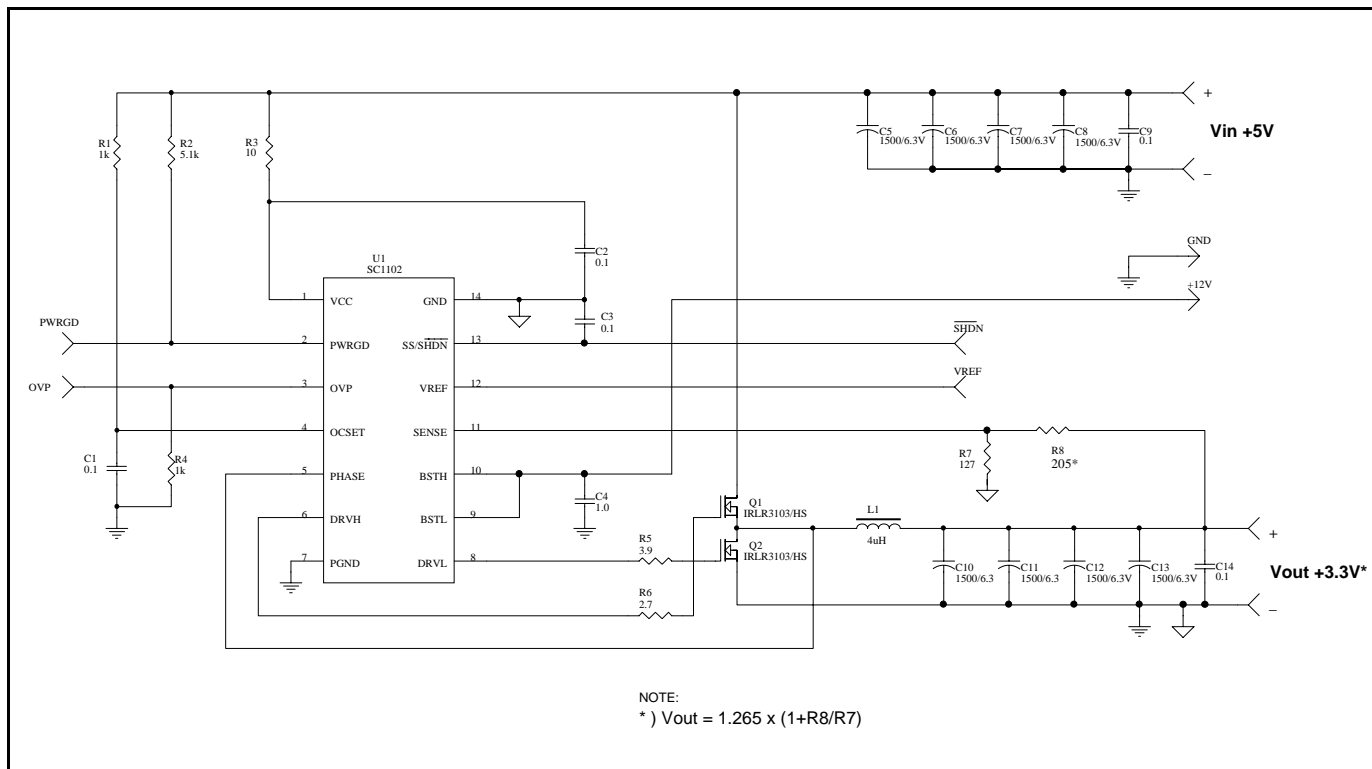 R1
1k
R2
5.1k
R3
10
C5
1500/6.3V
C6
1500/6.3V
C7
1500/6.3V
C8
1500/6.3V
C9
0.1
+
Vin +5V
_
C2
0.1
GND
+12V
U1
SC1102
1
VCC
GND
14
C3
0.1
PWRGD
2
PWRGD
SS/SHDN
13
SHDN
OVP
3
OVP
VREF
12
VREF
4
OCSET
SENSE
11
C1
0.1
R4
1k
R7
127
R8
205*
5
PHASE
BSTH
10
C4
1.0
6
DRVH
BSTL
9
Q1
IRLR3103/HS
L1
4uH
7
PGND
DRVL
8
R5
3.9
Q2
IRLR3103/HS
R6
2.7
C10
1500/6.3
C11
1500/6.3
C12
1500/6.3V
C13
1500/6.3V
C14
0.1
+
Vout +3.3V*
_
NOTE:
* ) Vout = 1.265 x (1+R8/R7)